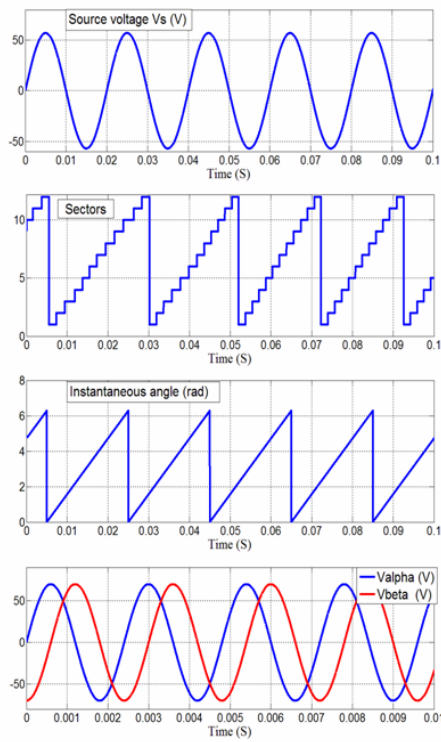 Source voltage Vs (V)
50
0
-50
0 0.01 0.02 0.03 0.04 0.05 0.06 0.07 0.08 0.09 0.1
Time (S)
Sectors
10
5
0
0 0.01 0.02 0.03 0.04 0.05 0.06 0.07 0.08 0.09 0.1
Time (S)
Instantaneous angle (rad)
8
6
4
2
0
0 0.01 0.02 0.03 0.04 0.05 0.06 0.07 0.08 0.09 0.1
Time (S)
Valpha (V)
Vbeta (V)
50
0
-50
0 0.001 0.002 0.003 0.004 0.005 0.006 0.007 0.008 0.009 0.01
Time (S)